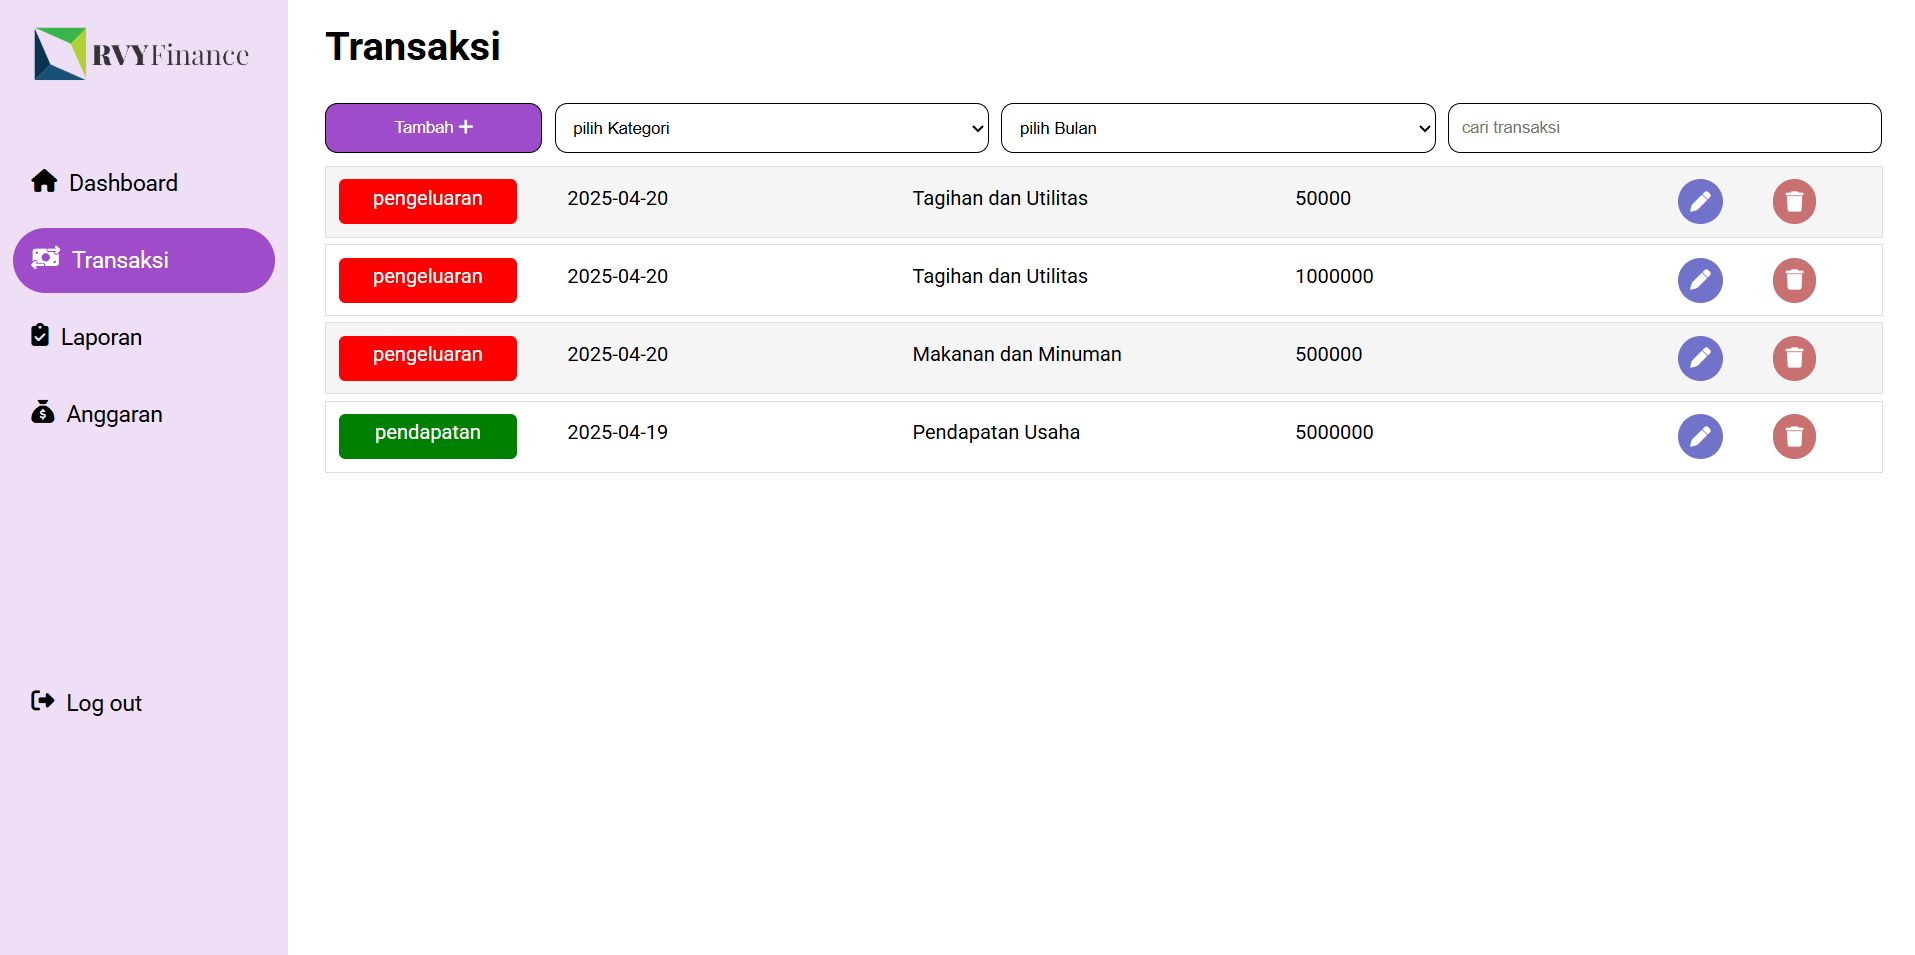 RVYFinance
Dashboard
Transaksi
Laporan
Anggaran
Log out
Transaksi
Tambah + pilih Kategori pilih Bulan cari transaksi
pengeluaran 2025-04-20 Tagihan dan Utilitas 50000
pengeluaran 2025-04-20 Tagihan dan Utilitas 1000000
pengeluaran 2025-04-20 Makanan dan Minuman 500000
pendapatan 2025-04-19 Pendapatan Usaha 5000000